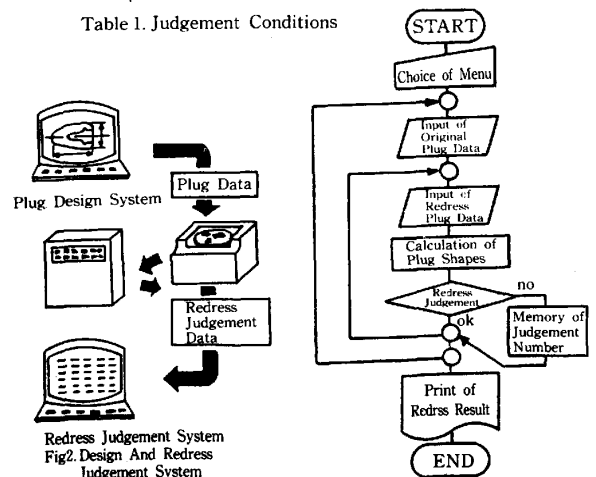 Table 1. Judgement Conditions
Plug Design System
Plug Data
Redress
Judgement
Data
Redress Judgement System
Fig2. Design And Redress
Judgement System
START
Choice of Menu
Input of
Original
Plug Data
Input of
Redress
Plug Data
Calculation of
Plug Shapes
Redress
Judgement
no
ok
Memory of
Judgement
Number
Print of
Redrss Result
END